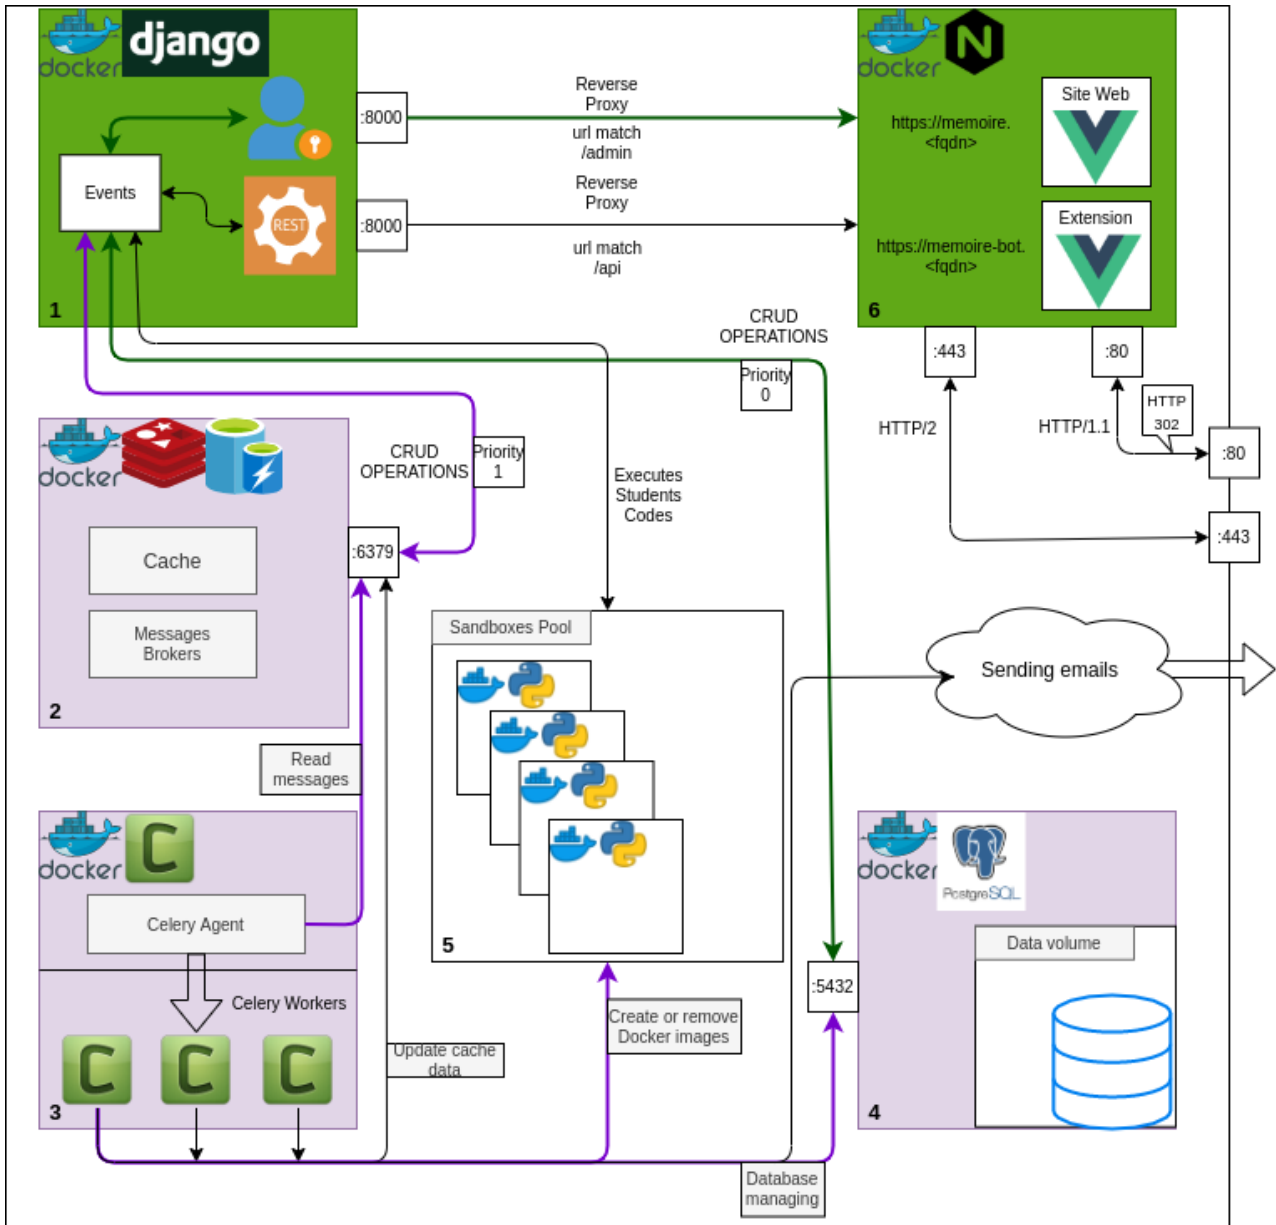 docker
django
Events
REST
:8000
:8000
1
Reverse
Proxy
url match
/admin
Reverse
Proxy
url match
/api
docker
N
https://memoire.
<fqdn>
Site Web
https://memoire-bot.
<fqdn>
Extension
6
:443
:80
HTTP/2
HTTP/1.1
HTTP
302
:80
:443
CRUD
OPERATIONS
Priority
0
docker
Cache
Messages
Brokers
2
CRUD
OPERATIONS
Priority
1
:6379
Executes
Students
Codes
Sandboxes Pool
5
Sending emails
Read
messages
docker
C
Celery Agent
Celery Workers
C
C
C
3
Update cache
data
Create or remove
Docker images
Database
managing
:5432
docker
PostgreSQL
Data volume
4